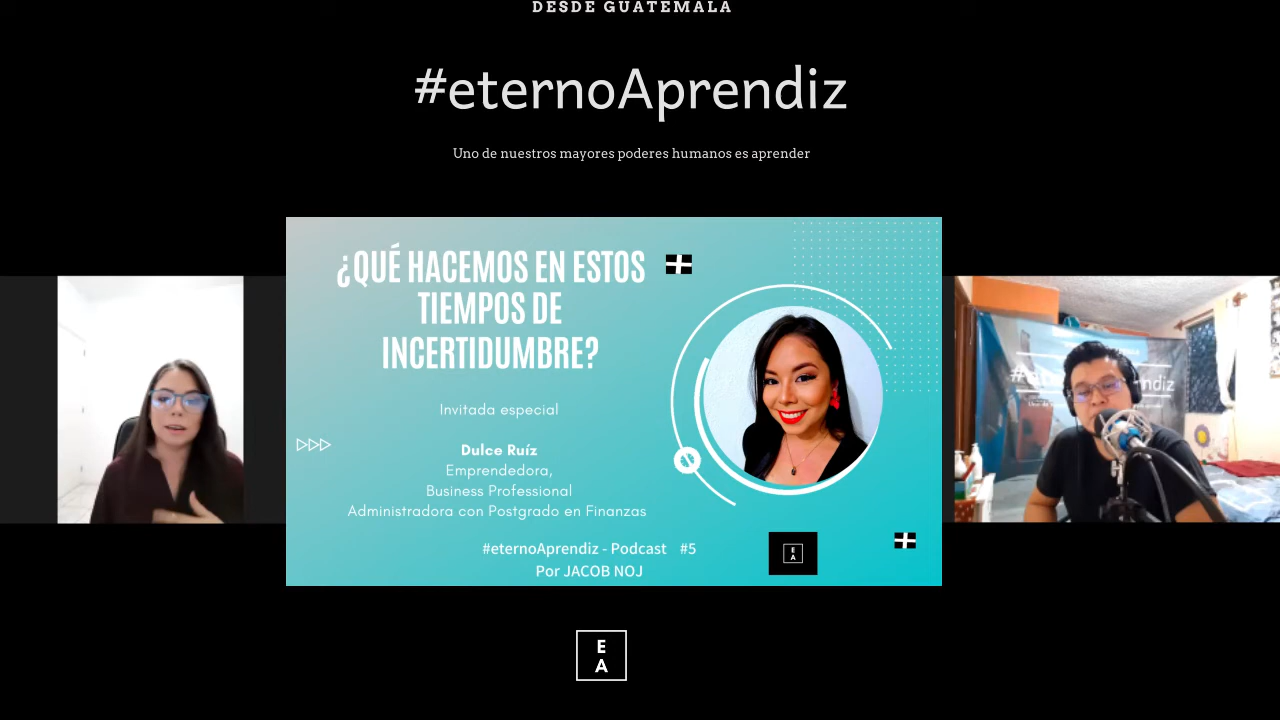 DESDE GUATEMALA
#eternoAprendiz
Uno de nuestros mayores poderes humanos es aprender
¿QUÉ HACEMOS EN ESTOS
TIEMPOS DE
INCERTIDUMBRE?
Invitada especial
Dulce Ruíz
Emprendedora,
Business Professional
Administradora con Postgrado en Finanzas
#eternoAprendiz - Podcast #5
Por JACOB NOJ
E
A
E
A